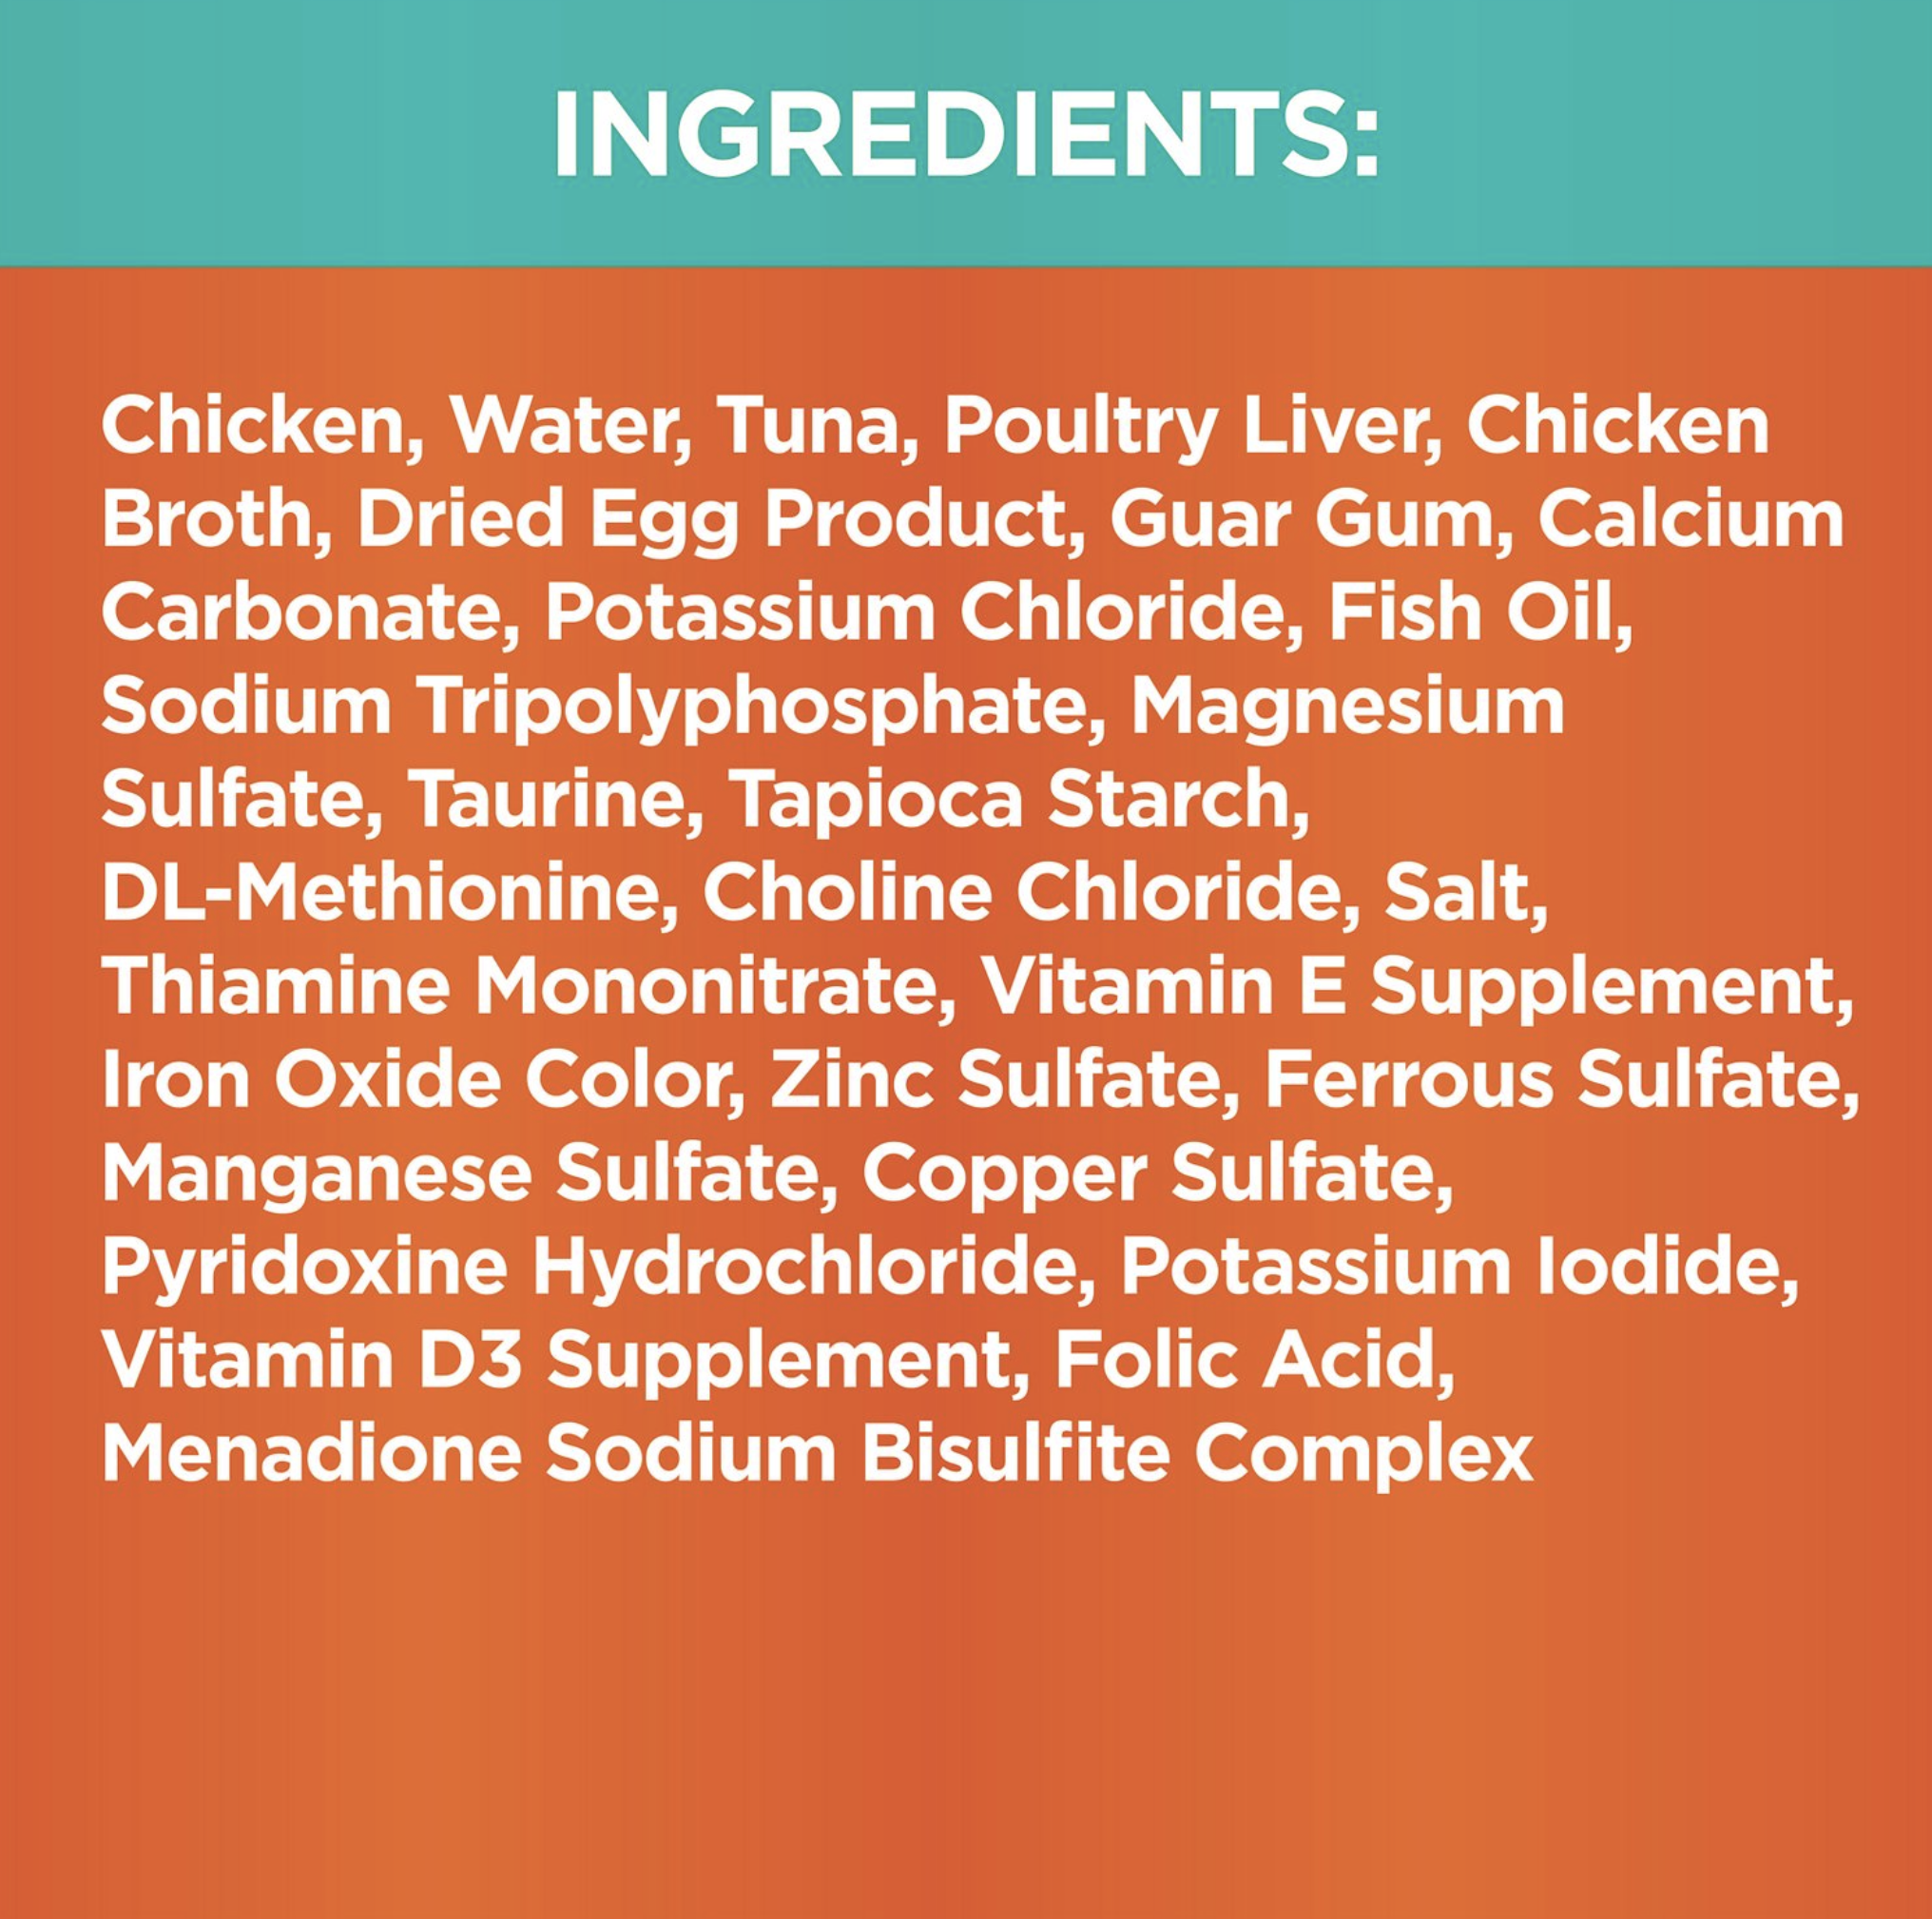 INGREDIENTS:
Chicken, Water, Tuna, Poultry Liver, Chicken
Broth, Dried Egg Product, Guar Gum, Calcium
Carbonate, Potassium Chloride, Fish Oil,
Sodium Tripolyphosphate, Magnesium
Sulfate, Taurine, Tapioca Starch,
DL-Methionine, Choline Chloride, Salt,
Thiamine Mononitrate, Vitamin E Supplement,
Iron Oxide Color, Zinc Sulfate, Ferrous Sulfate,
Manganese Sulfate, Copper Sulfate,
Pyridoxine Hydrochloride, Potassium Iodide,
Vitamin D3 Supplement, Folic Acid,
Menadione Sodium Bisulfite Complex